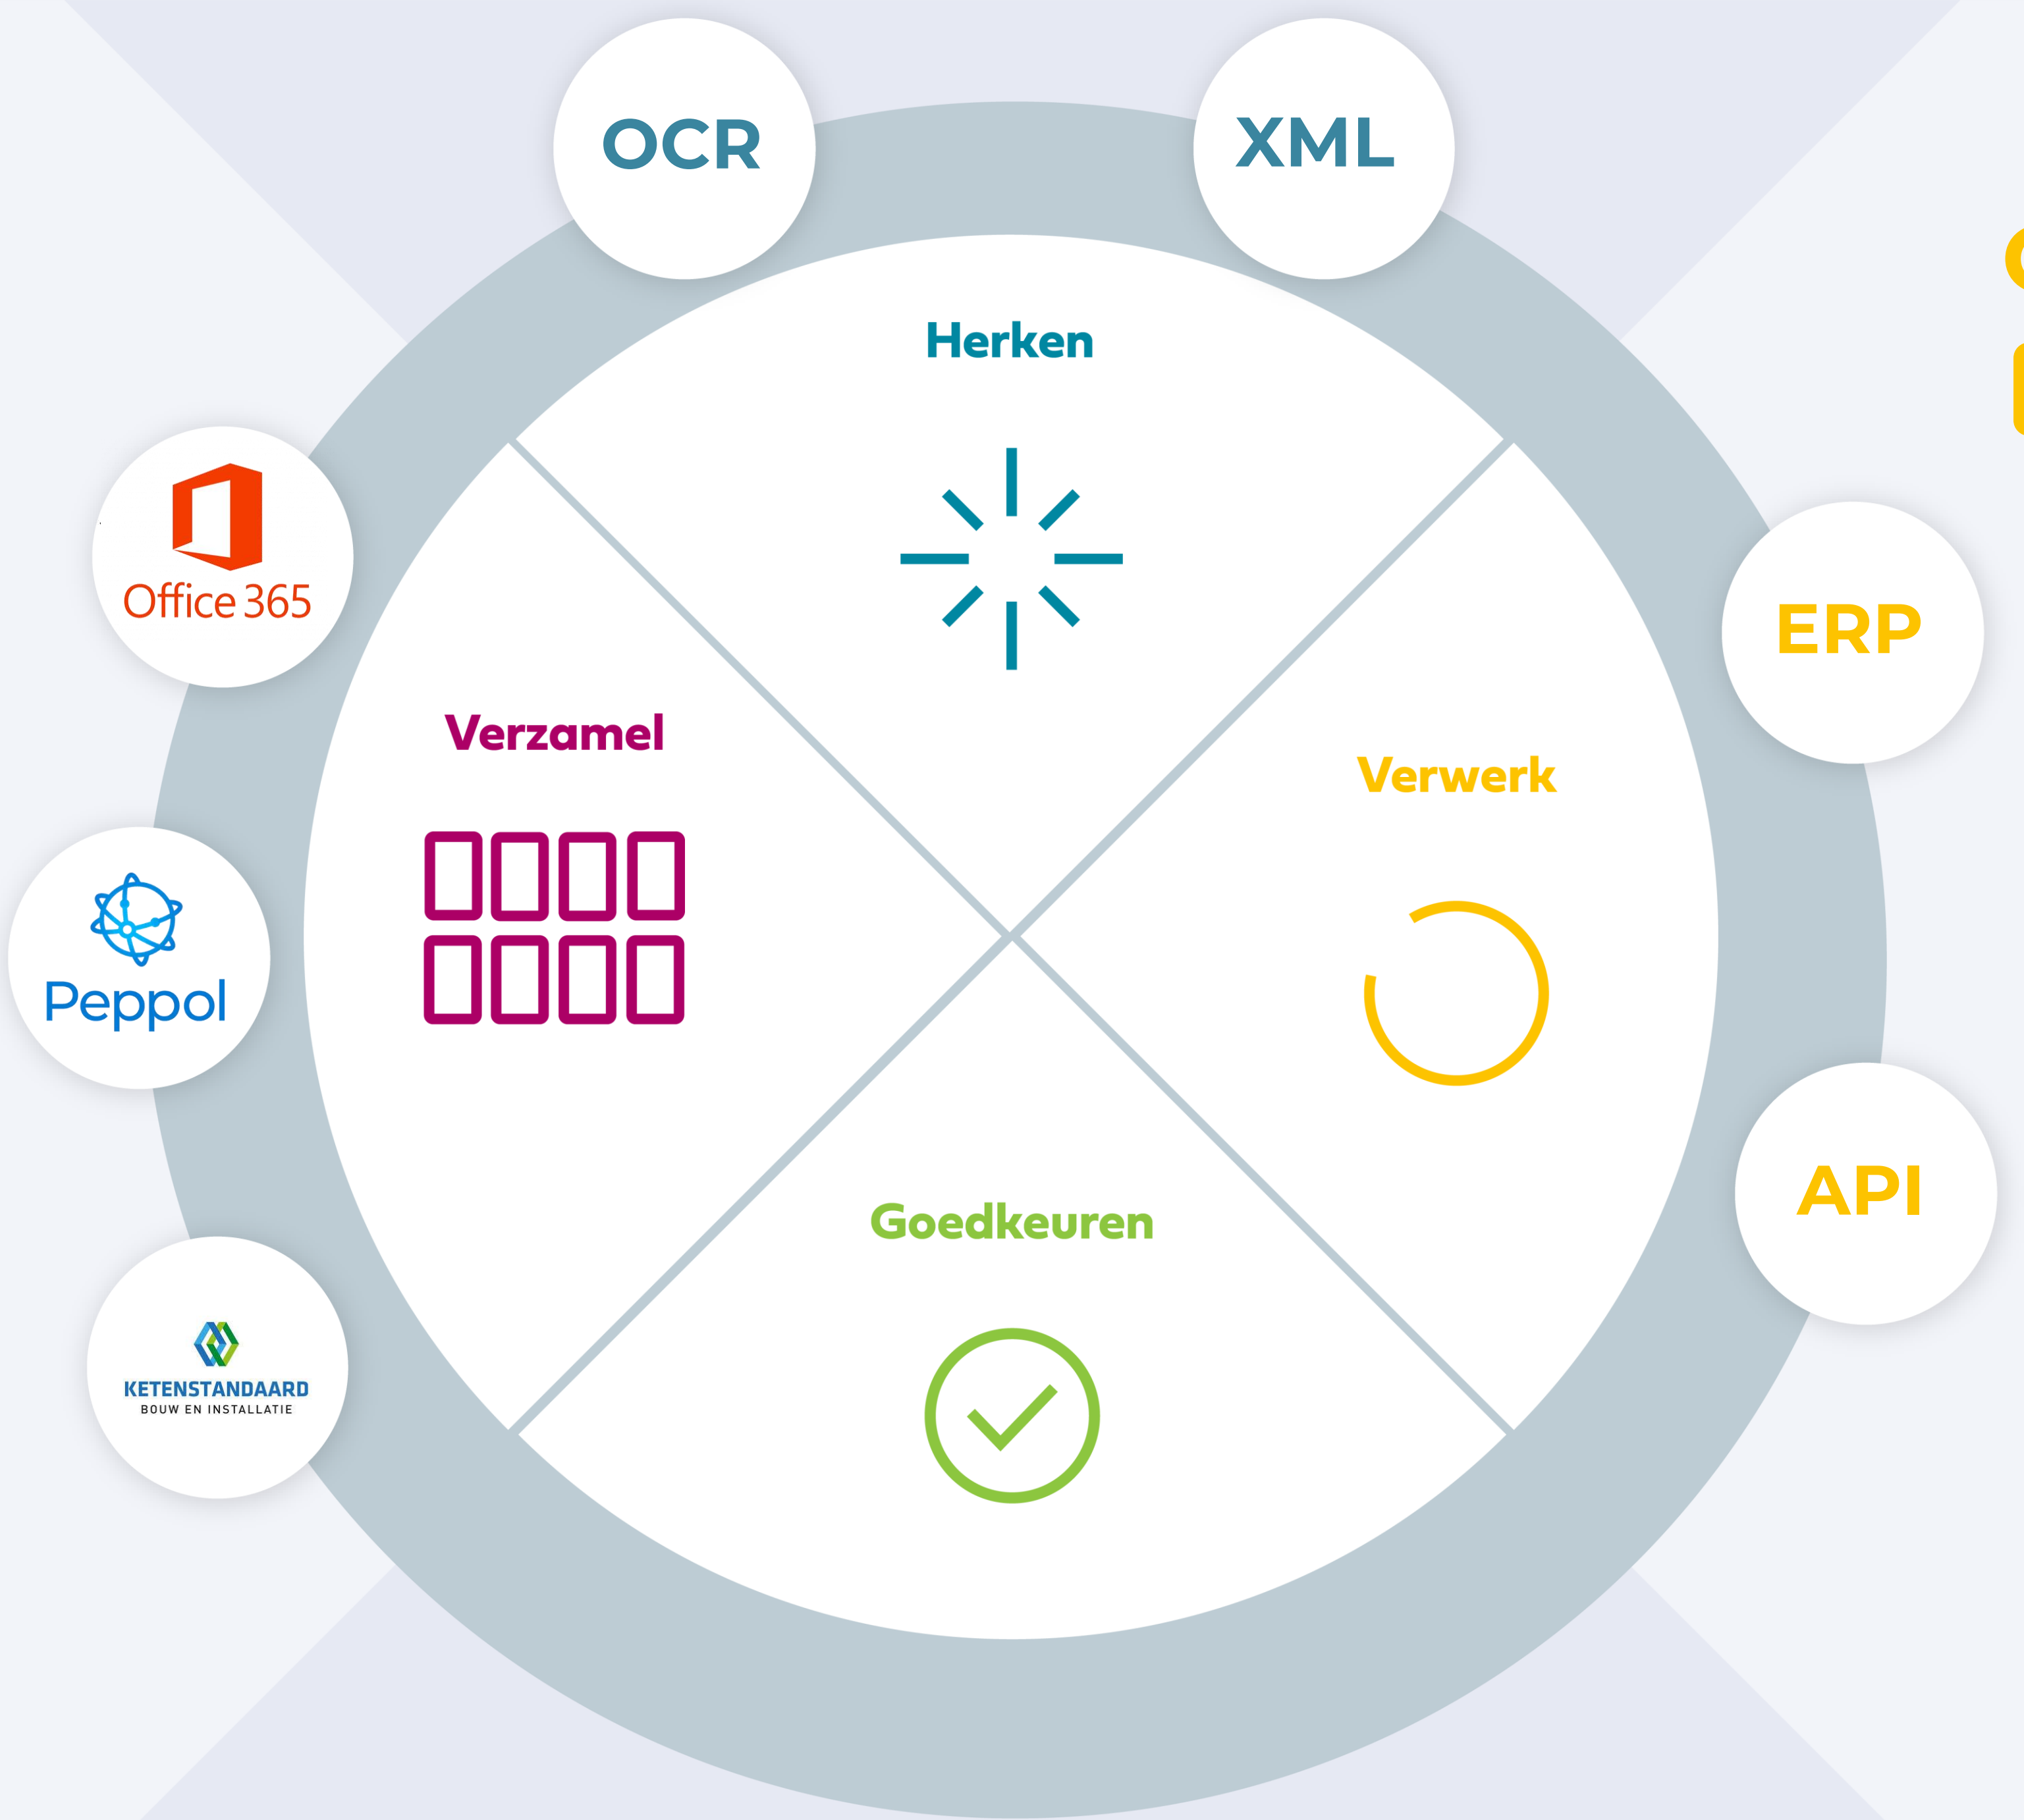 OCR
XML
Herken
Office 365
ERP
Verzamel
Verwerk
Peppol
API
Goedkeuren
KETENSTANDAARD
BOUW EN INSTALLATIE